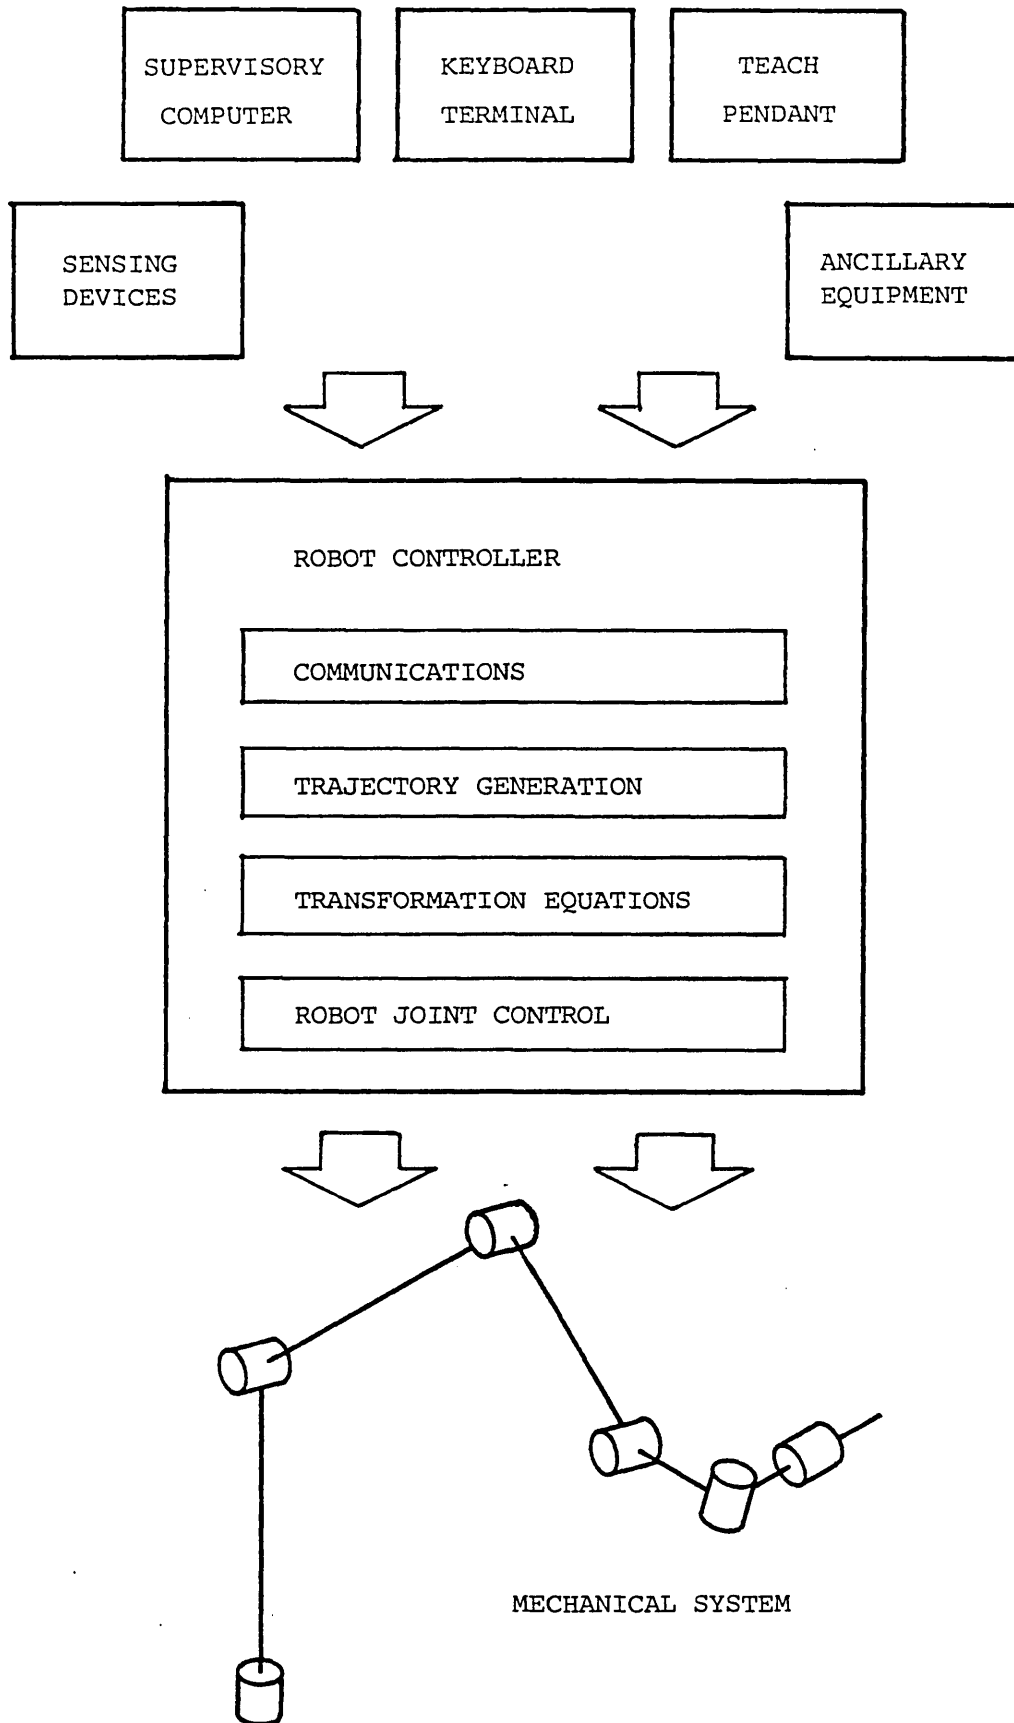 SUPERVISORY
COMPUTER
KEYBOARD
TERMINAL
TEACH
PENDANT
SENSING
DEVICES
ANCILLARY
EQUIPMENT
ROBOT CONTROLLER
COMMUNICATIONS
TRAJECTORY GENERATION
TRANSFORMATION EQUATIONS
ROBOT JOINT CONTROL
MECHANICAL SYSTEM